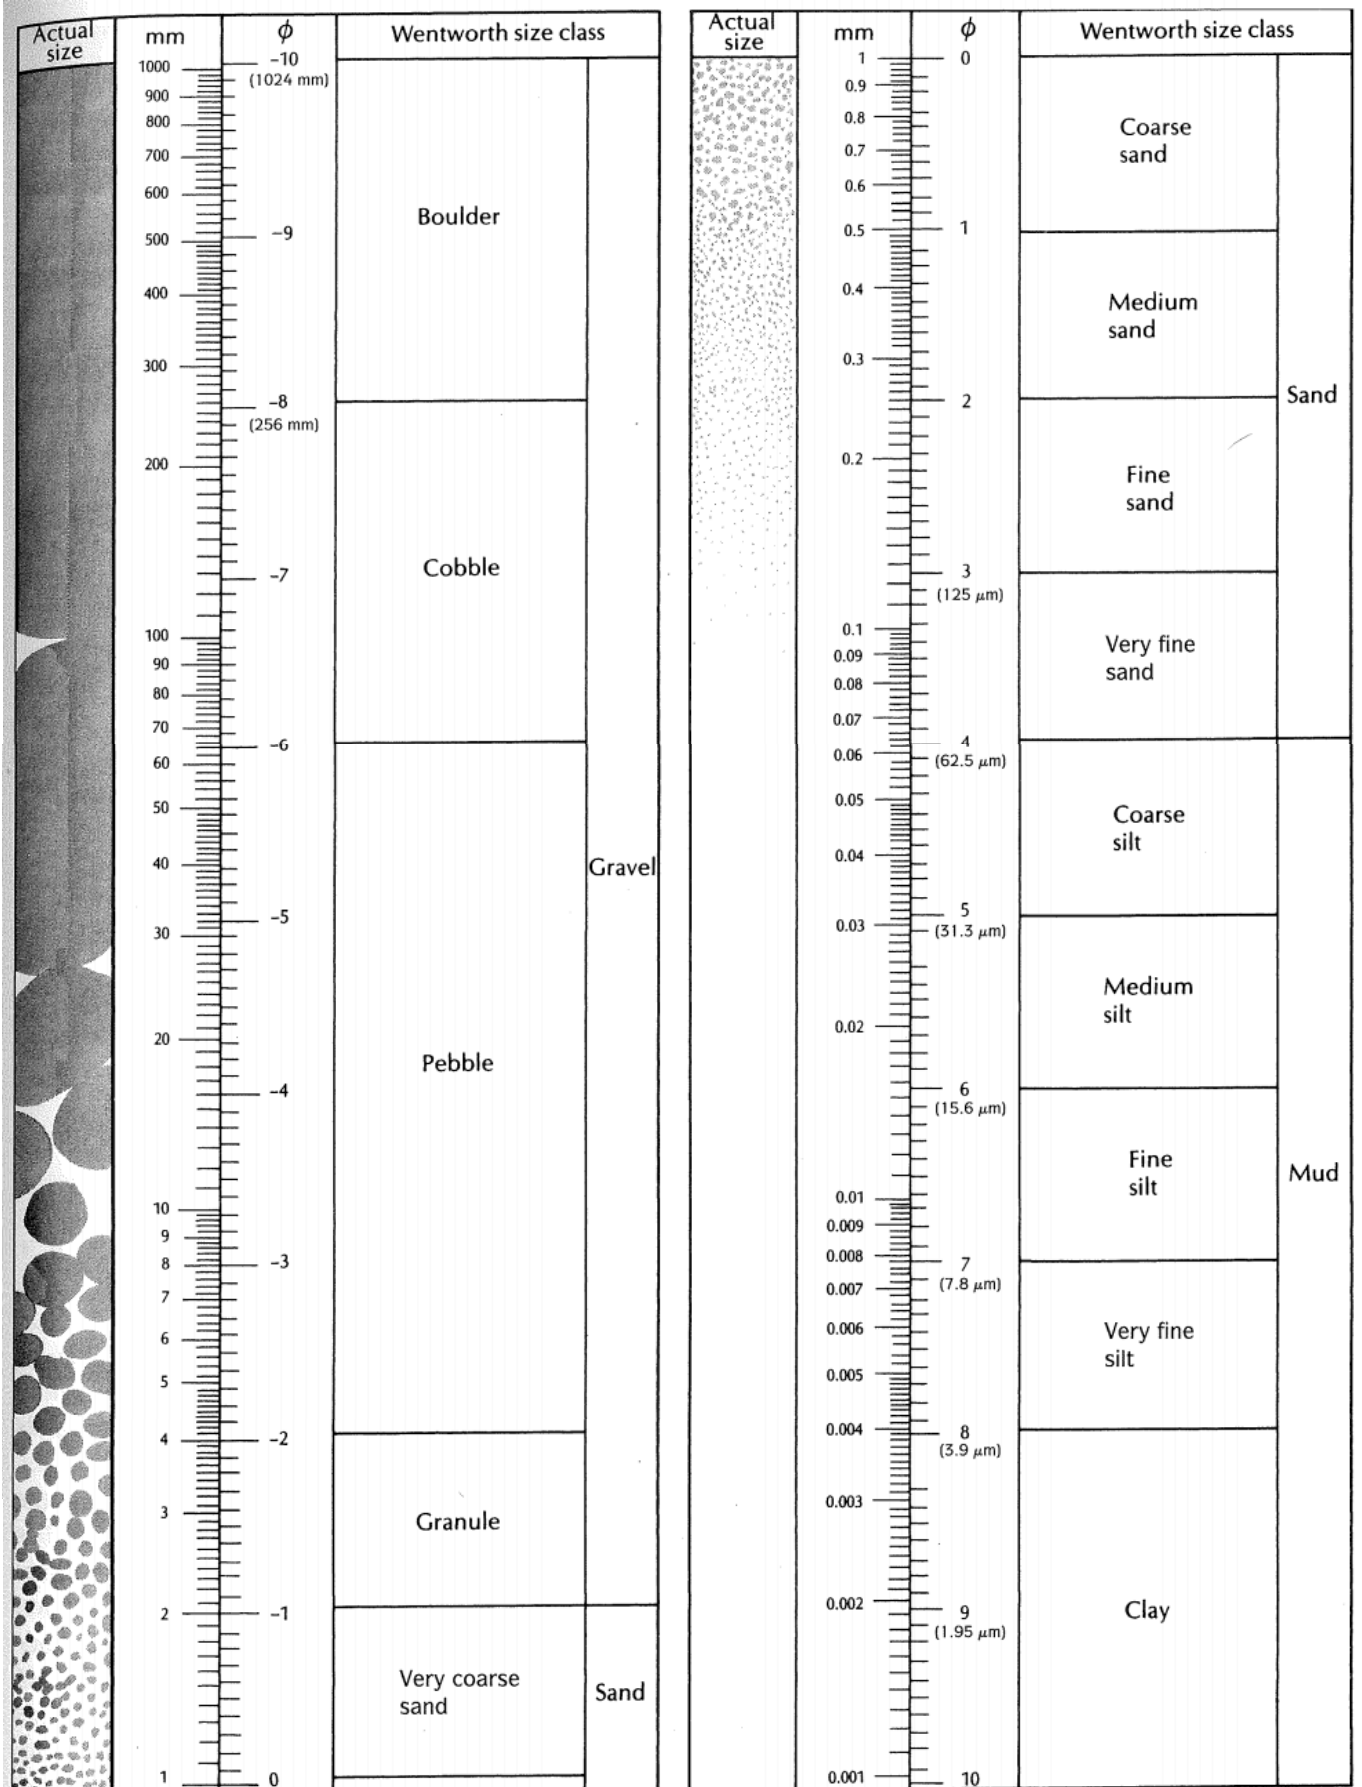 Actual
size
mm
ϕ
Wentworth size class
1000
900
800
700
600
500
400
300
200
100
90
80
70
60
50
40
30
20
10
9
8
7
6
5
4
3
2
1
–10
(1024 mm)
–9
–8
(256 mm)
–7
–6
–5
–4
–3
–2
–1
0
Boulder
Cobble
Pebble
Granule
Very coarse
sand
Gravel
Sand
Actual
size
mm
ϕ
Wentworth size class
1
0.9
0.8
0.7
0.6
0.5
0.4
0.3
0.2
0.1
0.09
0.08
0.07
0.06
0.05
0.04
0.03
0.02
0.01
0.009
0.008
0.007
0.006
0.005
0.004
0.003
0.002
0.001
0
1
2
3
(125 μm)
4
(62.5 μm)
5
(31.3 μm)
6
(15.6 μm)
7
(7.8 μm)
8
(3.9 μm)
9
(1.95 μm)
10
Coarse
sand
Medium
sand
Fine
sand
Very fine
sand
Coarse
silt
Medium
silt
Fine
silt
Very fine
silt
Clay
Sand
Mud